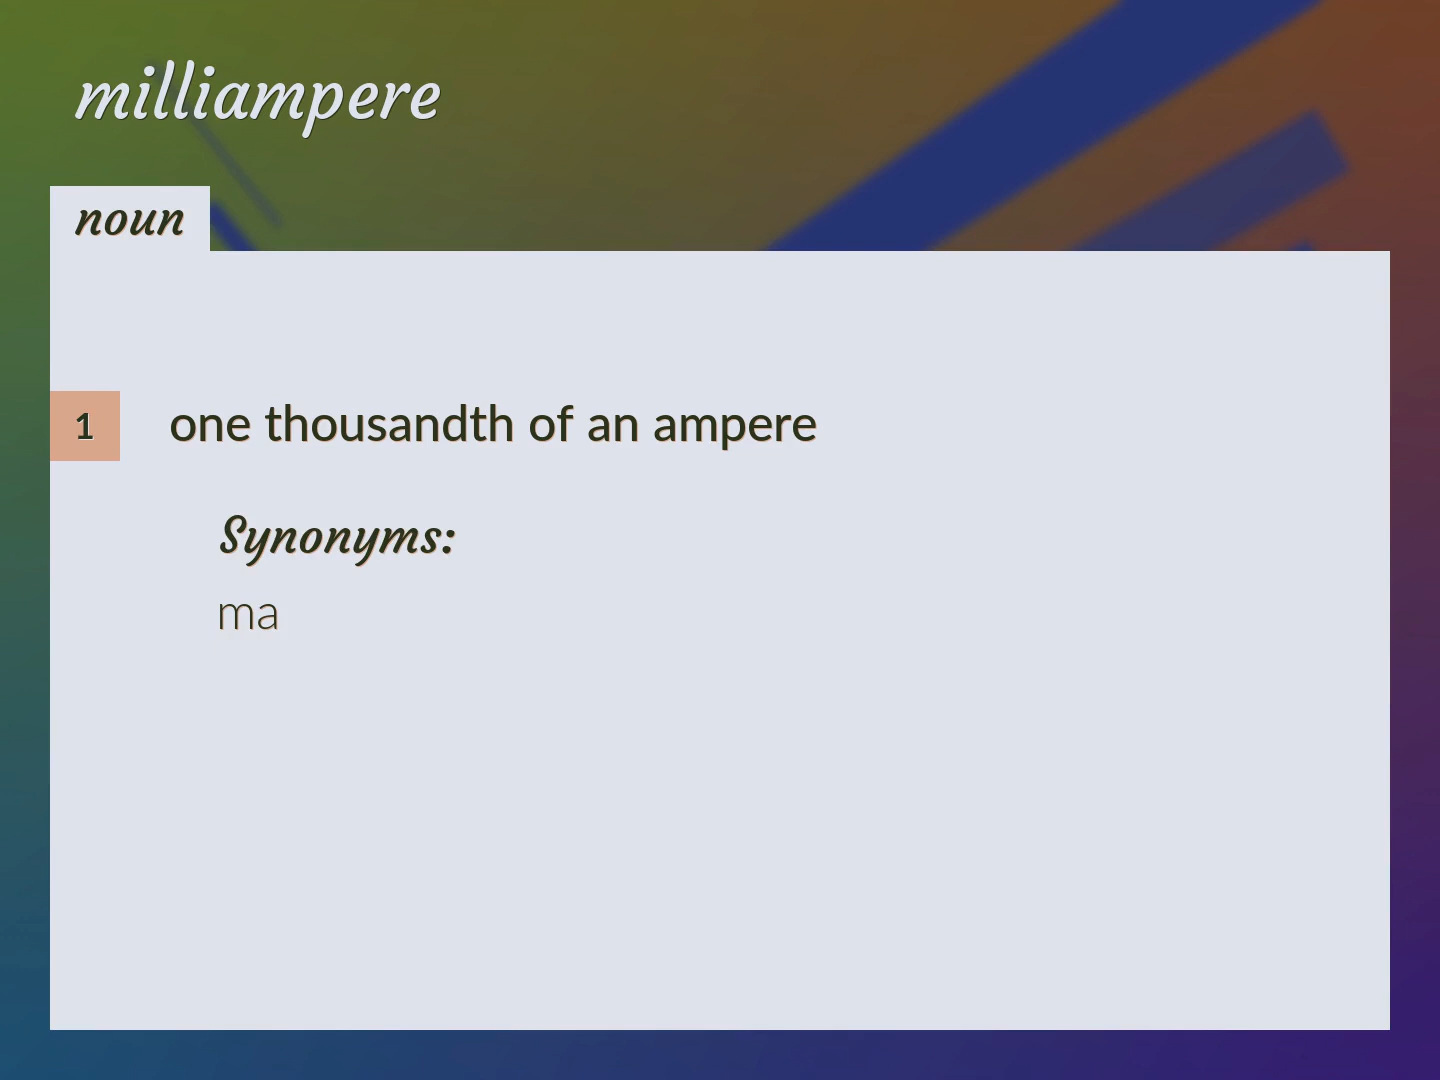 milliampere
noun
1 one thousandth of an ampere
Synonyms:
ma